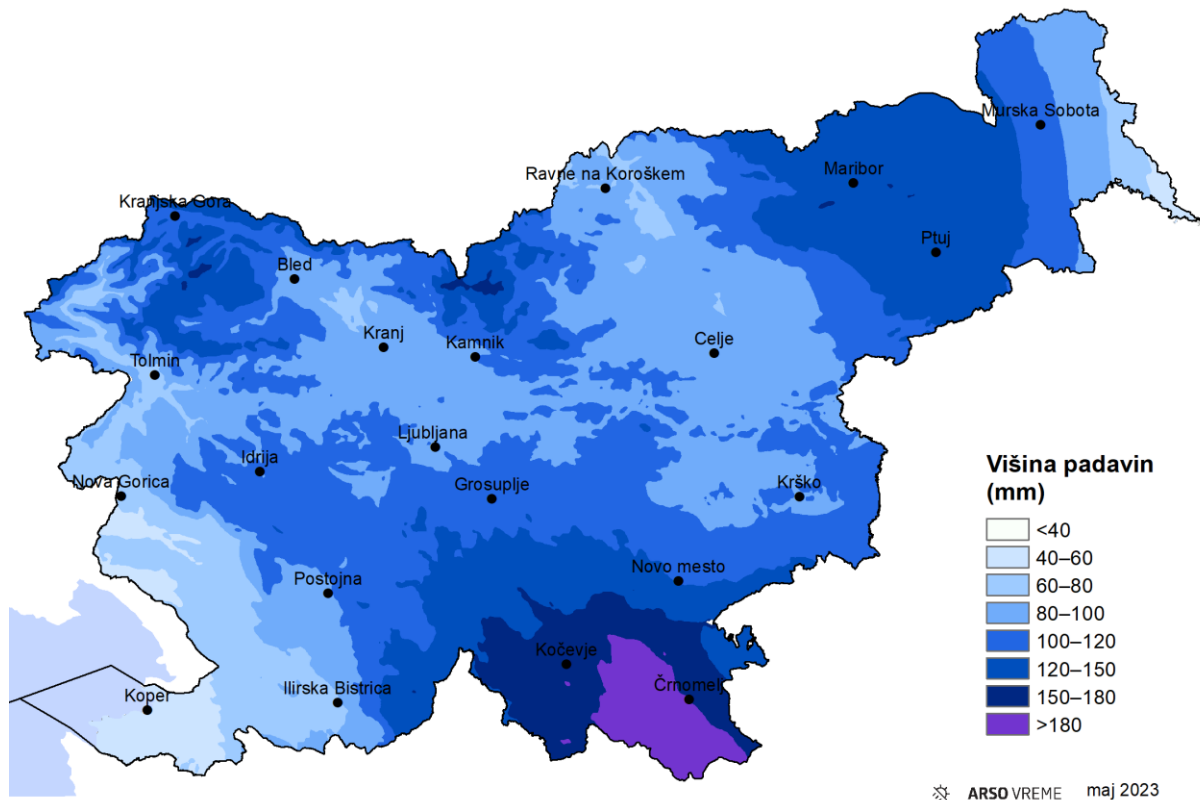 Murska Sobota
Maribor
Ravne na Koroškem
Kranjska Gora
Ptuj
Bled
Kranj
Kamnik
Celje
Tolmin
Ljubljana
Idrija
Nova Gorica
Grosuplje
Krško
Postojna
Novo mesto
Kočevje
Črnomelj
Koper
Ilirska Bistrica
Višina padavin
(mm)
<40
40–60
60–80
80–100
100–120
120–150
150–180
>180
ARSO VREME maj 2023